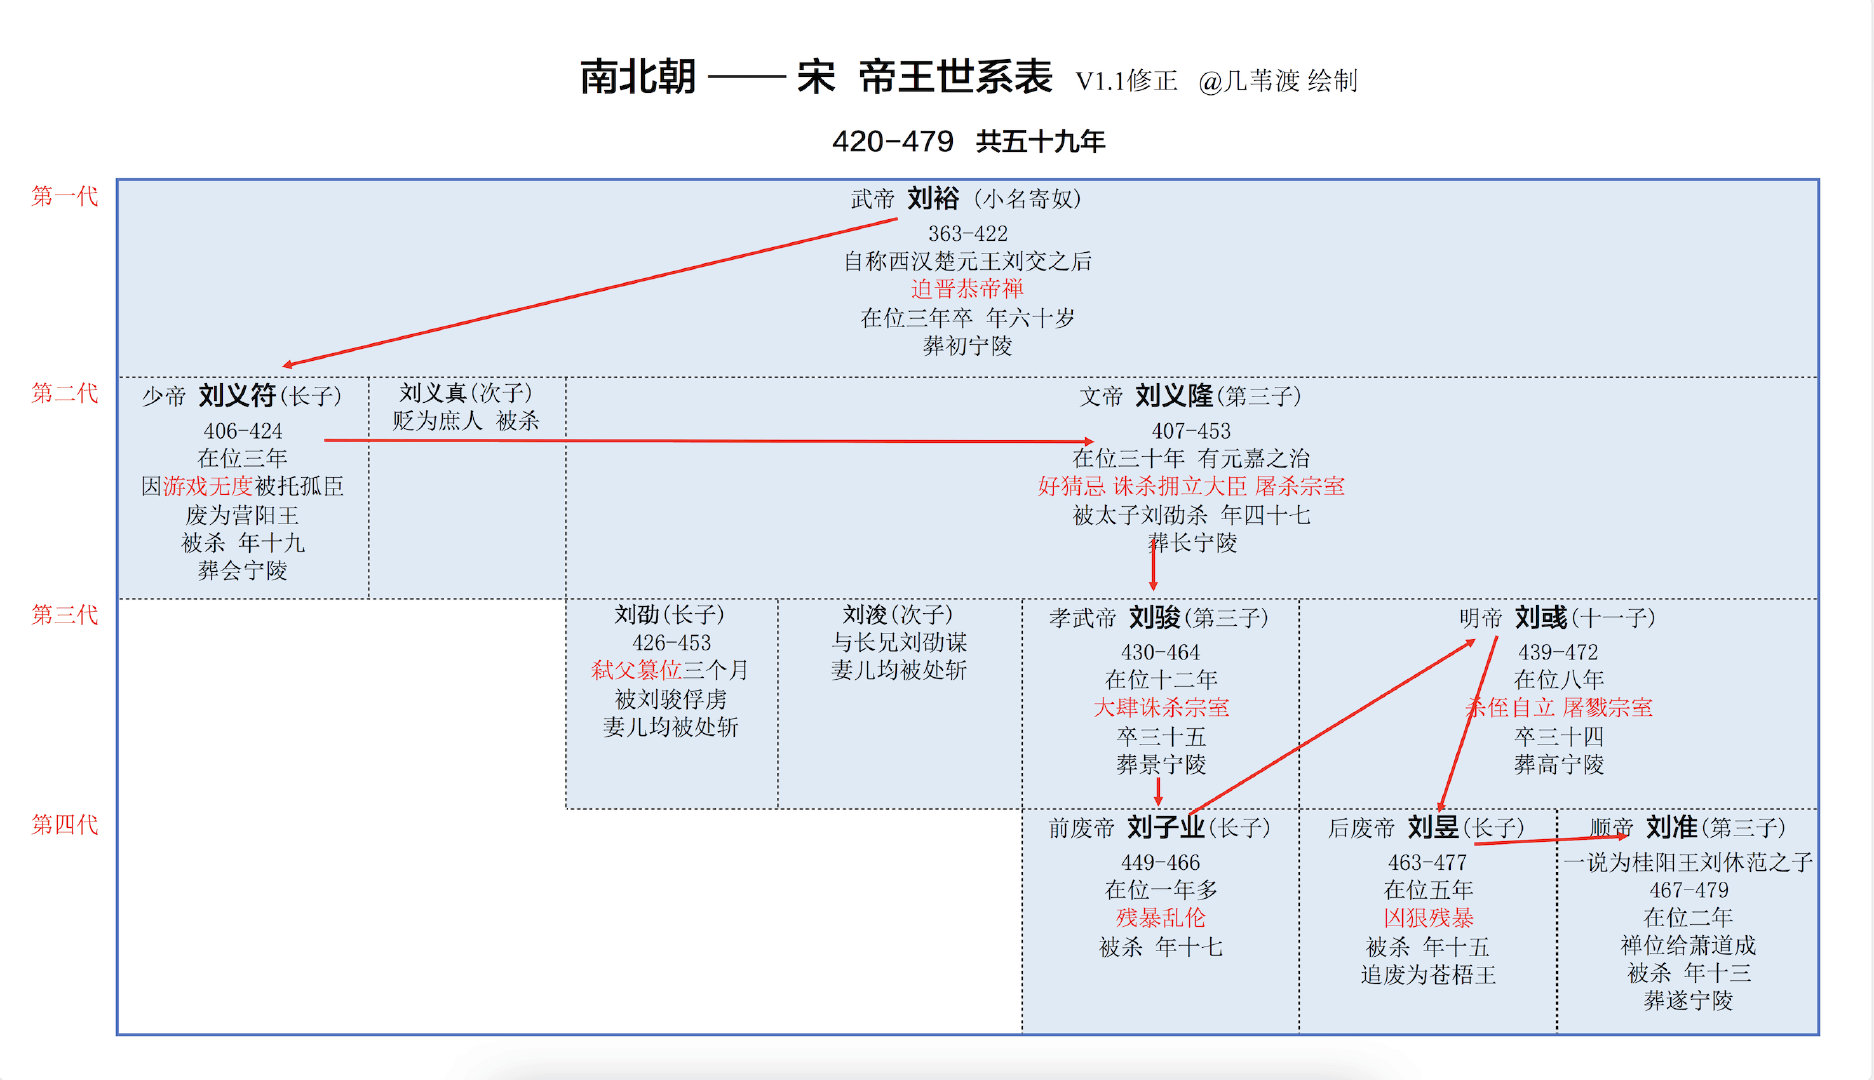 南北朝 —— 宋 帝王世系表 V1.1修正 @几苇渡 绘制
420-479 共五十九年
第一代
武帝 刘裕 (小名寄奴)
363-422
自称西汉楚元王刘交之后
迫晋恭帝禅
在位三年卒 年六十岁
葬初宁陵
第二代
少帝 刘义符(长子)
406-424
在位三年
因游戏无度被托孤臣
废为营阳王
被杀 年十九
葬会宁陵
刘义真(次子)
贬为庶人 被杀
文帝 刘义隆(第三子)
407-453
在位三十年 有元嘉之治
好猜忌 诛杀拥立大臣 屠杀宗室
被太子刘劭杀 年四十七
葬长宁陵
第三代
刘劭(长子)
426-453
弑父篡位三个月
被刘骏俘虏
妻儿均被处斩
刘浚(次子)
与长兄刘劭谋
妻儿均被处斩
孝武帝 刘骏(第三子)
430-464
在位十二年
大肆诛杀宗室
卒三十五
葬景宁陵
明帝 刘彧(十一子)
439-472
在位八年
杀侄自立 屠戮宗室
卒三十四
葬高宁陵
第四代
前废帝 刘子业(长子)
449-466
在位一年多
残暴乱伦
被杀 年十七
后废帝 刘昱(长子)
463-477
在位五年
凶狠残暴
被杀 年十五
追废为苍梧王
顺帝 刘准(第三子)
一说为桂阳王刘休范之子
467-479
在位二年
禅位给萧道成
被杀 年十三
葬遂宁陵